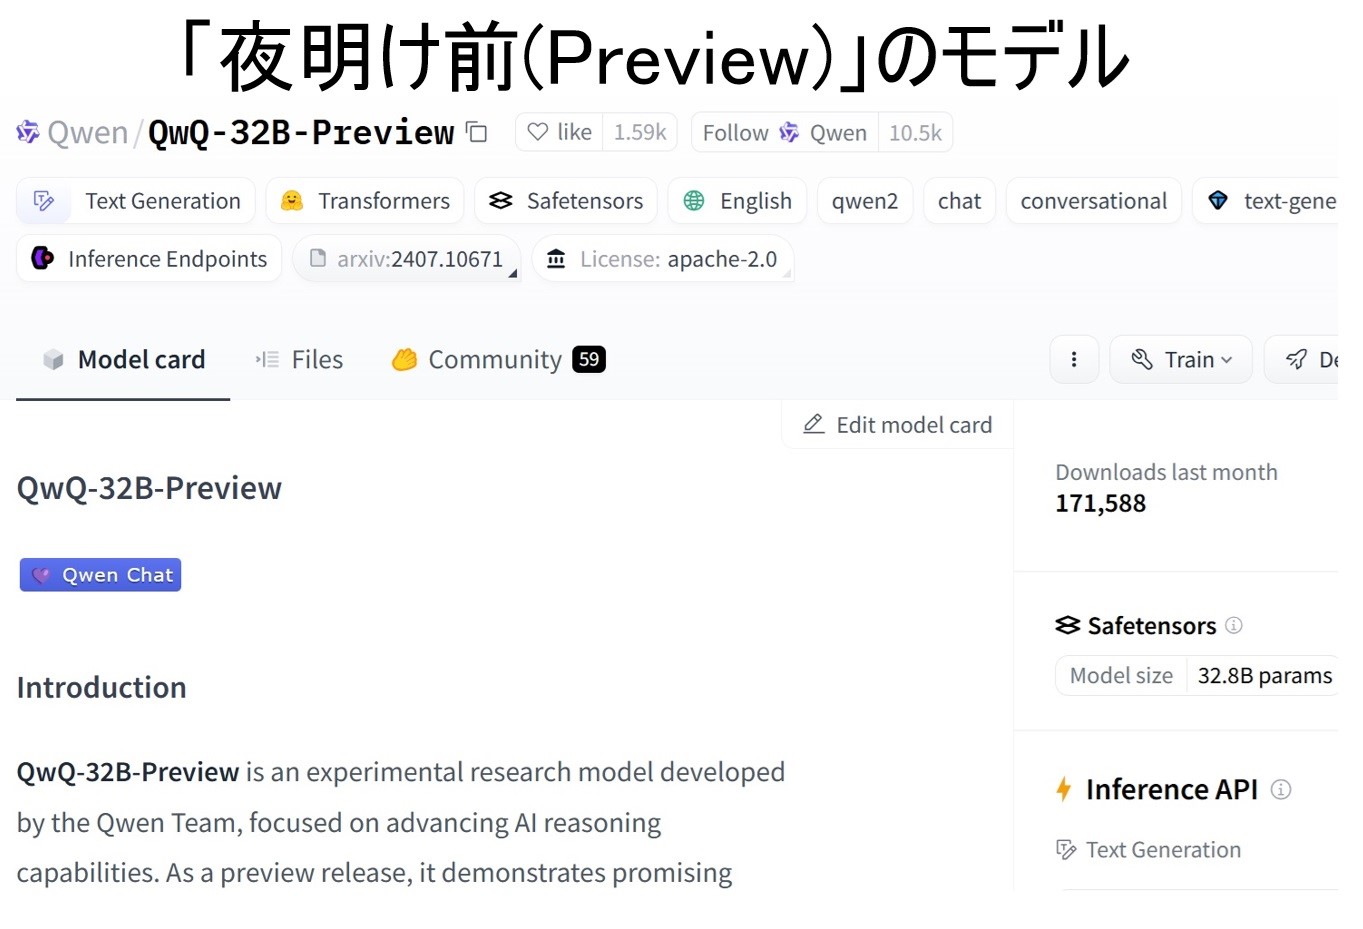 「夜明け前(Preview)」のモデル
Qwen/QwQ-32B-Preview like 1.59k Follow Qwen 10.5k
Text Generation Transformers Safetensors English qwen2 chat conversational text-gene
Inference Endpoints arxiv:2407.10671 License: apache-2.0
Model card Files Community 59 Train De
Edit model card
QwQ-32B-Preview
Qwen Chat
Introduction
QwQ-32B-Preview is an experimental research model developed
by the Qwen Team, focused on advancing AI reasoning
capabilities. As a preview release, it demonstrates promising
Downloads last month
171,588
Safetensors
Model size 32.8B params
Inference API
Text Generation